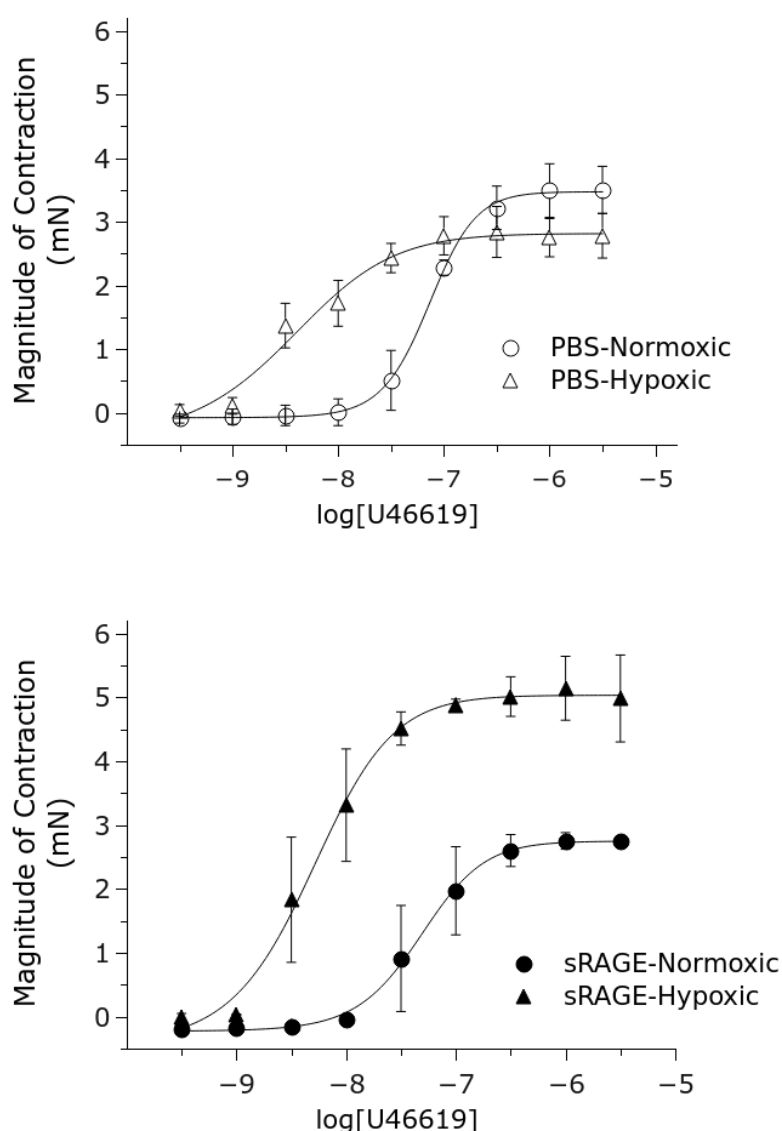 6
5
4
3
2
1
0
Magnitude of Contraction
(mN)
PBS-Normoxic
PBS-Hypoxic
−9 −8 −7 −6 −5
log[U46619]
6
5
4
3
2
1
0
Magnitude of Contraction
(mN)
sRAGE-Normoxic
sRAGE-Hypoxic
−9 −8 −7 −6 −5
log[U46619]